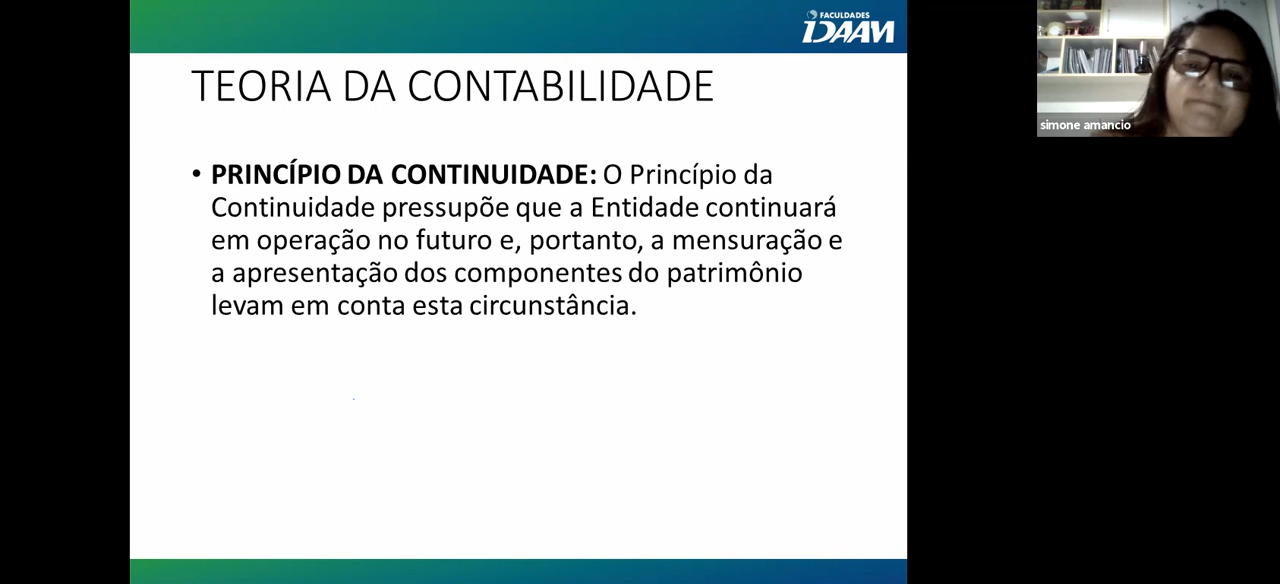 FACULDADES
IDAAM
TEORIA DA CONTABILIDADE
simone amancio
• PRINCÍPIO DA CONTINUIDADE: O Princípio da
Continuidade pressupõe que a Entidade continuará
em operação no futuro e, portanto, a mensuração e
a apresentação dos componentes do patrimônio
levam em conta esta circunstância.